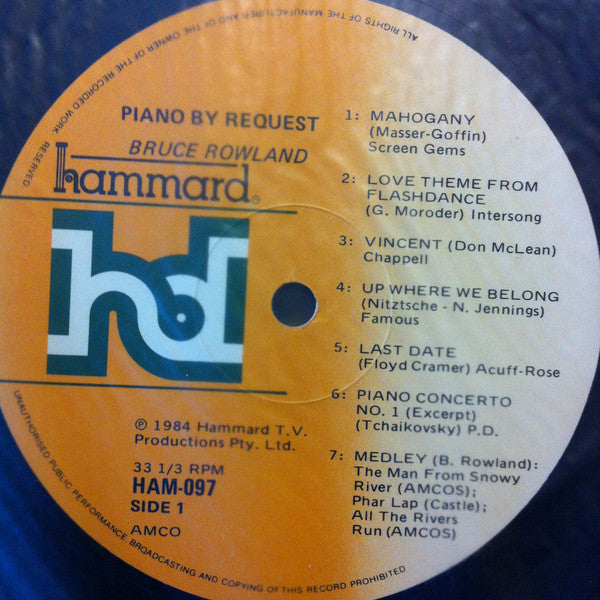 ALL RIGHTS OF THE MANUFACTURER AND OF THE OWNER OF THE RECORDED WORK RESERVED
PIANO BY REQUEST
BRUCE ROWLAND
hammard®
hd
℗ 1984 Hammard T.V.
Productions Pty. Ltd.
33 1/3 RPM
HAM-097
SIDE 1
AMCO
1: MAHOGANY
(Masser-Goffin)
Screen Gems
2: LOVE THEME FROM
FLASHDANCE
(G. Moroder) Intersong
3: VINCENT (Don McLean)
Chappell
4: UP WHERE WE BELONG
(Nitztsche - N. Jennings)
Famous
5: LAST DATE
(Floyd Cramer) Acuff-Rose
6: PIANO CONCERTO
NO. 1 (Excerpt)
(Tchaikovsky) P.D.
7: MEDLEY (B. Rowland):
The Man From Snowy
River (AMCOS);
Phar Lap (Castle);
All The Rivers
Run (AMCOS)
UNAUTHORISED PUBLIC PERFORMANCE BROADCASTING AND COPYING OF THIS RECORD PROHIBITED